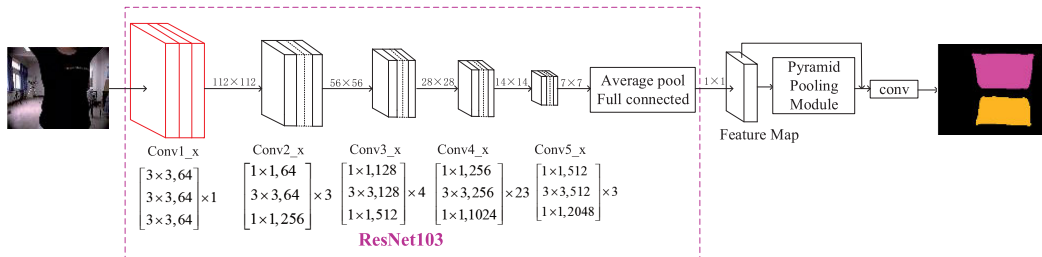 112×112
56×56
28×28
14×14
7×7
Average pool
Full connected
1×1
Pyramid
Pooling
Module
conv
Feature Map
Conv1_x
Conv2_x
Conv3_x
Conv4_x
Conv5_x
3×3,64
3×3,64
3×3,64
×1
1×1,64
3×3,64
1×1,256
×3
1×1,128
3×3,128
1×1,512
×4
1×1,256
3×3,256
1×1,1024
×23
1×1,512
3×3,512
1×1,2048
×3
ResNet103